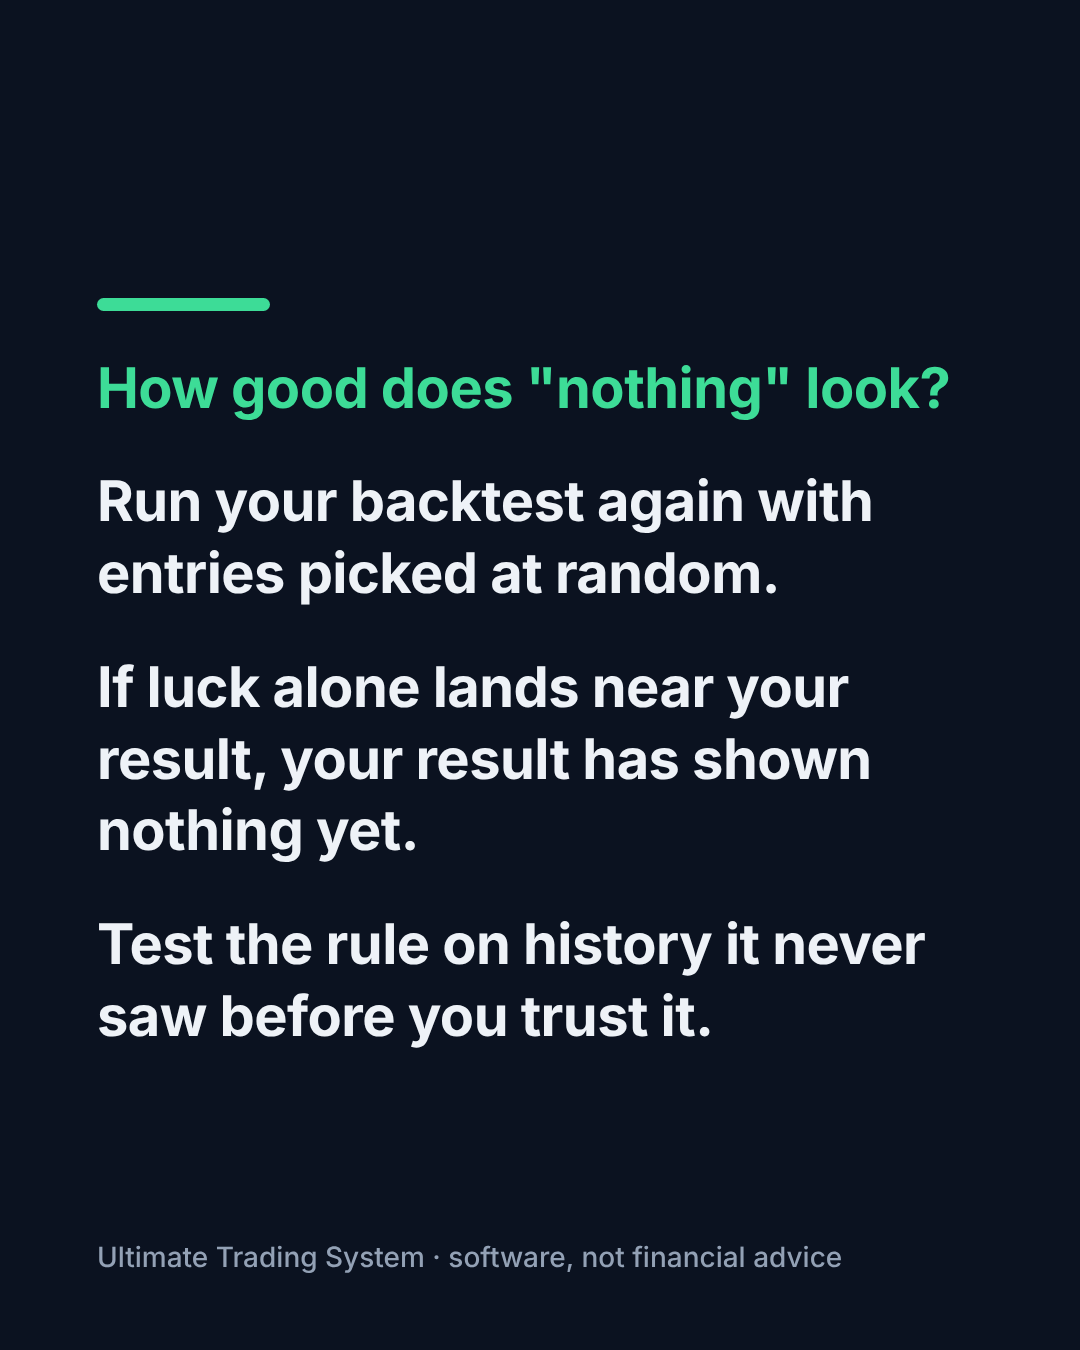 How good does "nothing" look?
Run your backtest again with
entries picked at random.
If luck alone lands near your
result, your result has shown
nothing yet.
Test the rule on history it never
saw before you trust it.
Ultimate Trading System · software, not financial advice